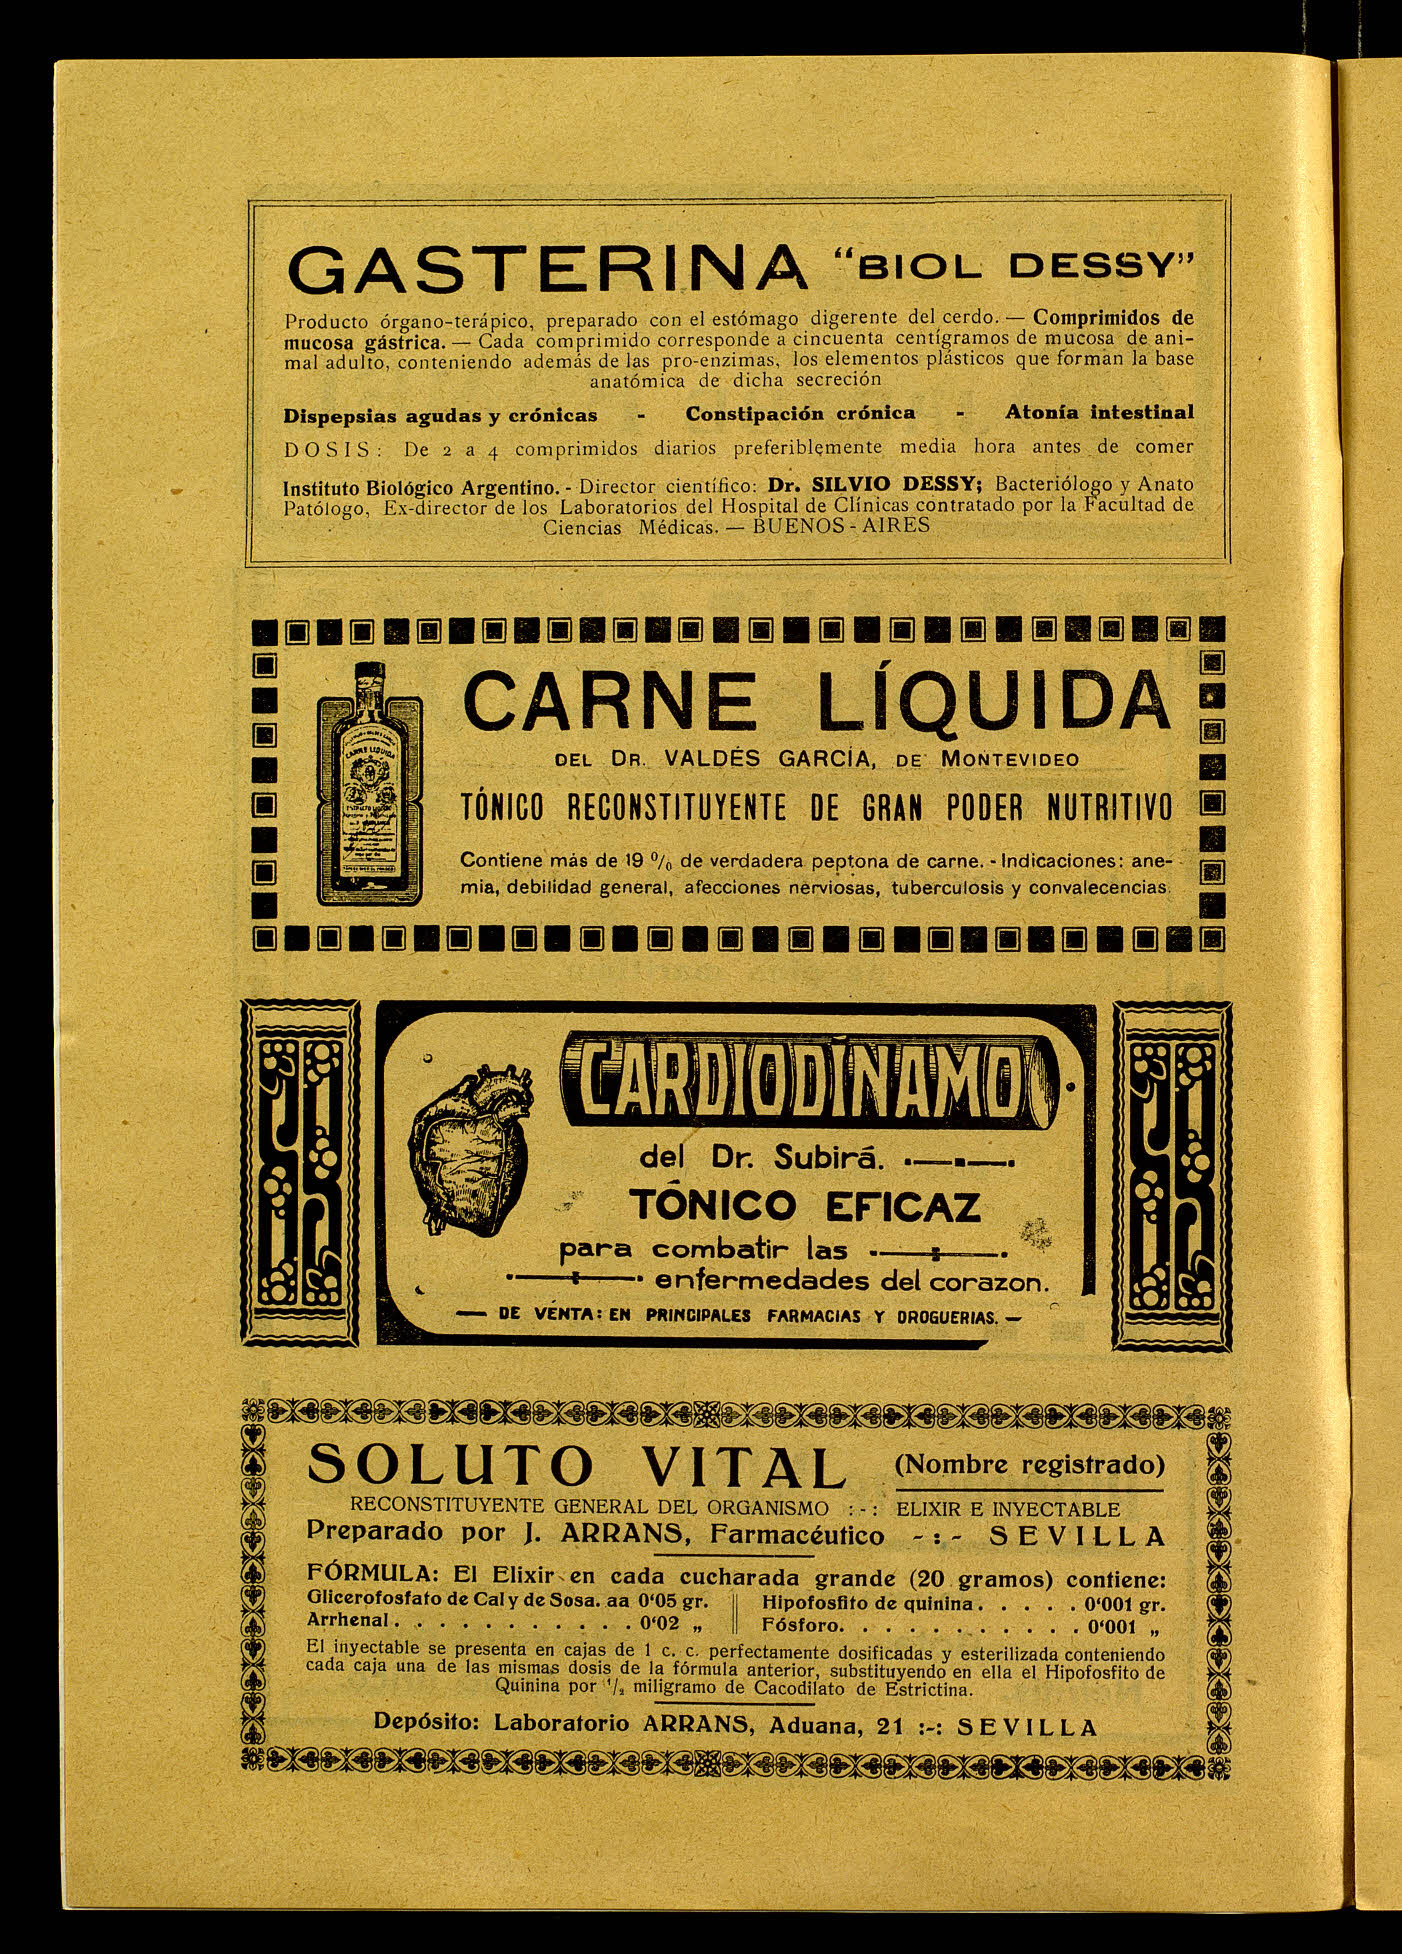 GASTERINA "BIOL DESSY"
Producto órgano-terápico, preparado con el estómago digerente del cerdo. — Comprimidos de
mucosa gástrica. — Cada comprimido corresponde a cincuenta centígramos de mucosa de ani-
mal adulto, conteniendo además de las pro-enzimas, los elementos plásticos que forman la base
anatómica de dicha secreción
Dispepsias agudas y crónicas - Constipación crónica - Atonía intestinal
DOSIS: De 2 a 4 comprimidos diarios preferiblemente media hora antes de comer
Instituto Biológico Argentino. - Director científico: Dr. SILVIO DESSY; Bacteriólogo y Anato
Patólogo, Ex-director de los Laboratorios del Hospital de Clínicas contratado por la Facultad de
Ciencias Médicas. — BUENOS-AIRES
CARNE LIQUIDA
CARNE LÍQUIDA
DEL DR. VALDÉS GARCÍA, DE MONTEVIDEO
TÓNICO RECONSTITUYENTE DE GRAN PODER NUTRITIVO
Contiene más de 19 % de verdadera peptona de carne. - Indicaciones: ane-
mia, debilidad general, afecciones nerviosas, tuberculosis y convalecencias.
CARDIODÍNAMO
del Dr. Subirá.
TÓNICO EFICAZ
para combatir las
enfermedades del corazon.
— DE VENTA: EN PRINCIPALES FARMACIAS Y DROGUERIAS. —
SOLUTO VITAL (Nombre registrado)
RECONSTITUYENTE GENERAL DEL ORGANISMO :-: ELIXIR E INYECTABLE
Preparado por J. ARRANS, Farmacéutico -:- SEVILLA
FÓRMULA: El Elixir en cada cucharada grande (20 gramos) contiene:
Glicerofosfato de Cal y de Sosa. aa 0'05 gr. || Hipofosfito de quinina . . . . . 0'001 gr.
Arrhenal . . . . . . . . . . . 0'02 „ || Fósforo. . . . . . . . . . . 0'001 „
El inyectable se presenta en cajas de 1 c. c. perfectamente dosificadas y esterilizada conteniendo
cada caja una de las mismas dosis de la fórmula anterior, substituyendo en ella el Hipofosfito de
Quinina por 1/2 miligramo de Cacodilato de Estrictina.
Depósito: Laboratorio ARRANS, Aduana, 21 :-: SEVILLA